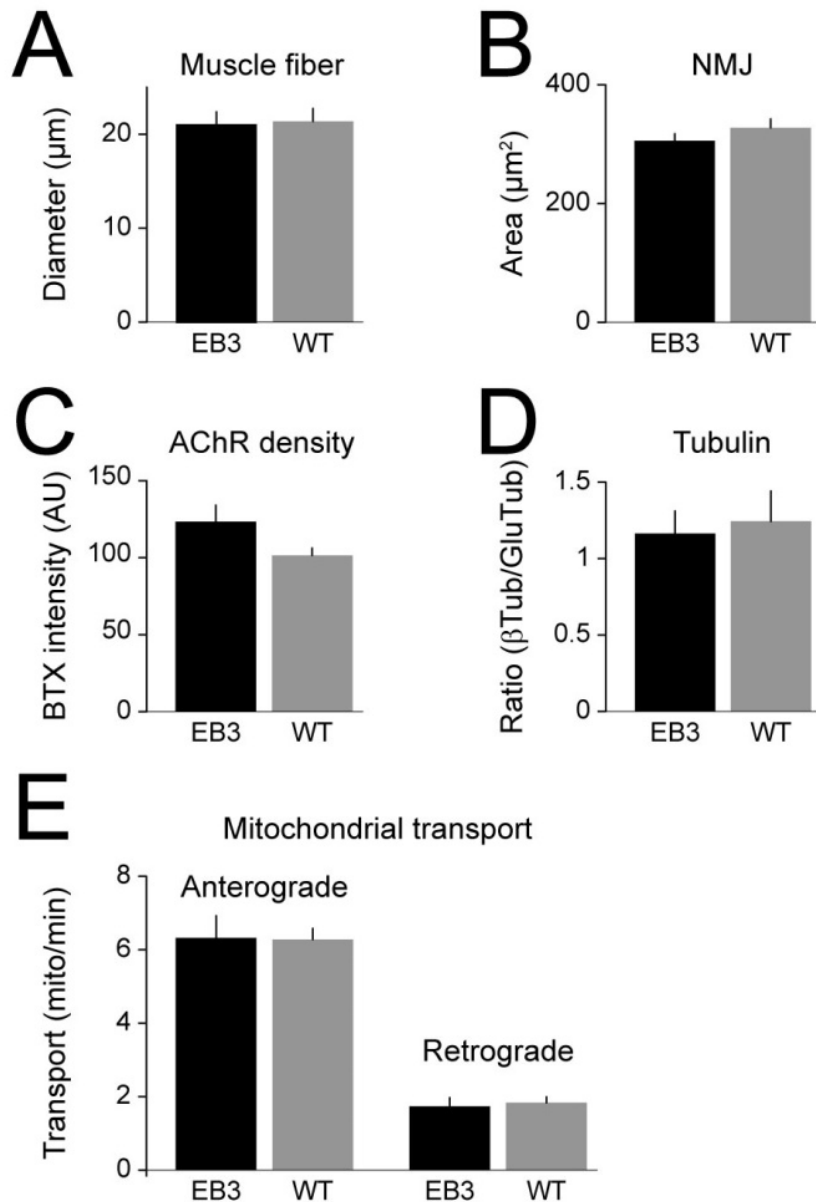 A
Muscle fiber
Diameter (µm)
20
10
0
EB3 WT
B
NMJ
Area (µm²)
400
200
0
EB3 WT
C
AChR density
BTX intensity (AU)
150
100
50
0
EB3 WT
D
Tubulin
Ratio (βTub/GluTub)
1.5
1
0.5
0
EB3 WT
E
Mitochondrial transport
Transport (mito/min)
8
6
4
2
0
Anterograde
Retrograde
EB3 WT EB3 WT